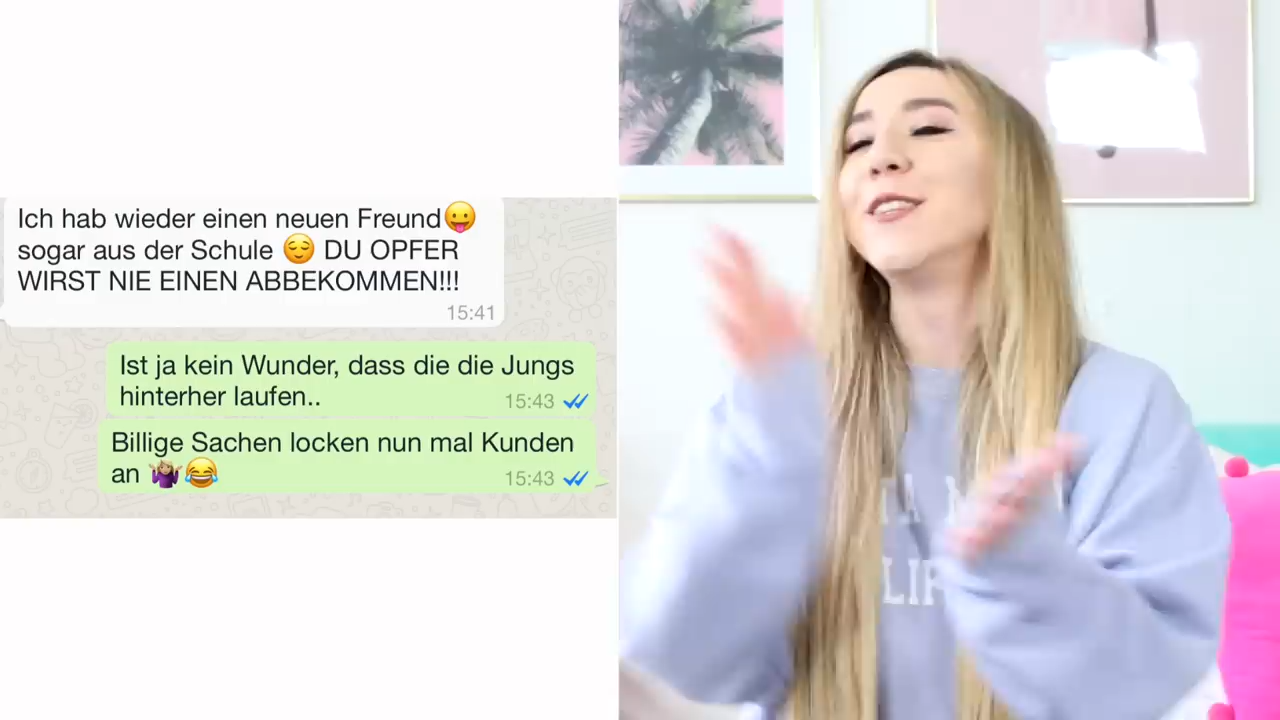 Ich hab wieder einen neuen Freund😛
sogar aus der Schule 😌 DU OPFER
WIRST NIE EINEN ABBEKOMMEN!!!
15:41
Ist ja kein Wunder, dass die die Jungs
hinterher laufen..
15:43
Billige Sachen locken nun mal Kunden
an 🤷🏼‍♀️😂
15:43